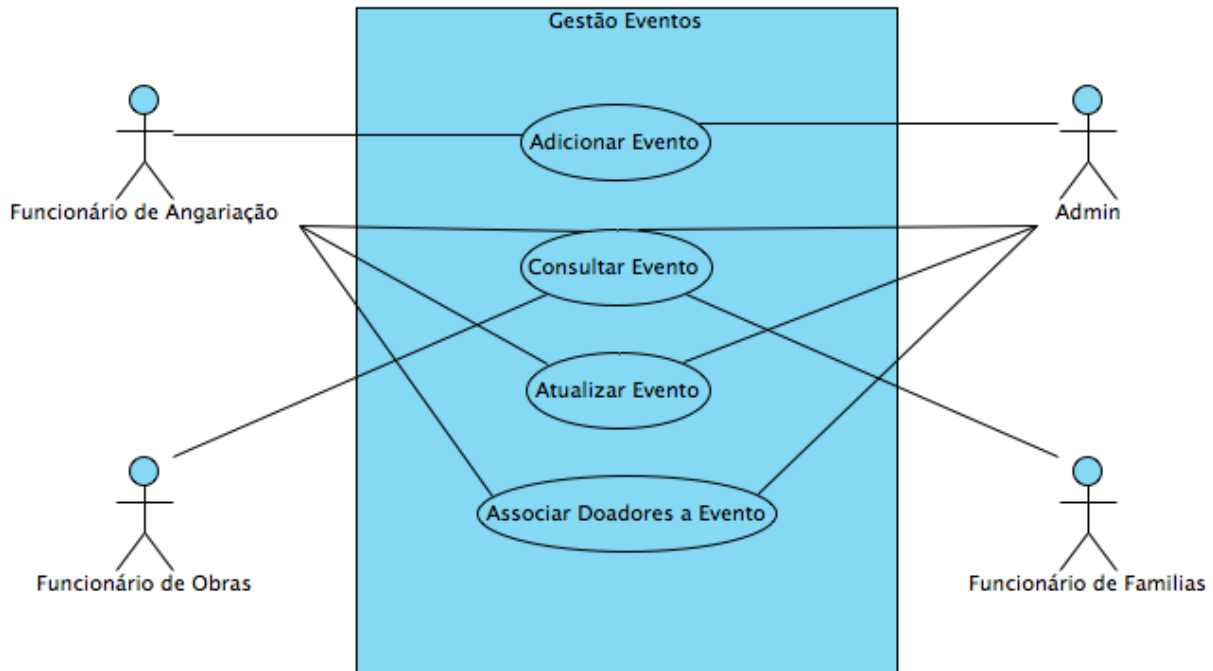 Gestão Eventos
Adicionar Evento
Funcionário de Angariação
Admin
Consultar Evento
Atualizar Evento
Associar Doadores a Evento
Funcionário de Obras
Funcionário de Familias